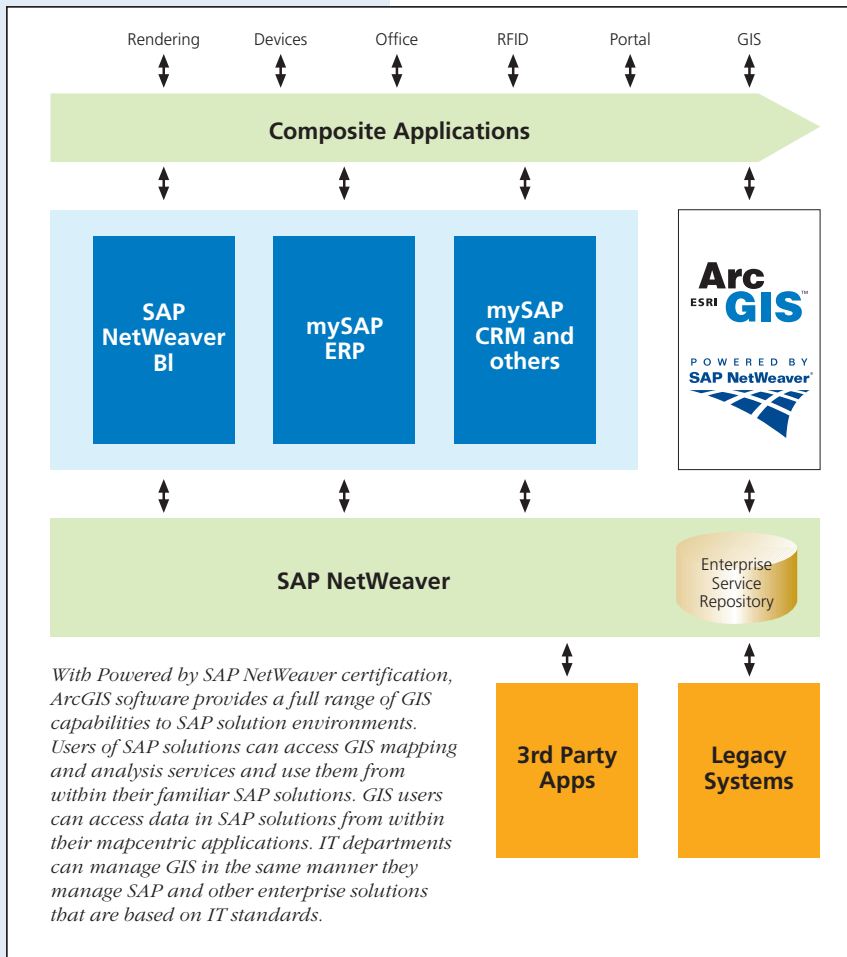 Rendering Devices Office RFID Portal GIS
Composite Applications
SAP
NetWeaver
BI
mySAP
ERP
mySAP
CRM and
others
Arc
ESRI GIS™
POWERED BY
SAP NetWeaver®
SAP NetWeaver
Enterprise
Service
Repository
With Powered by SAP NetWeaver certification,
ArcGIS software provides a full range of GIS
capabilities to SAP solution environments.
Users of SAP solutions can access GIS mapping
and analysis services and use them from
within their familiar SAP solutions. GIS users
can access data in SAP solutions from within
their mapcentric applications. IT departments
can manage GIS in the same manner they
manage SAP and other enterprise solutions
that are based on IT standards.
3rd Party
Apps
Legacy
Systems